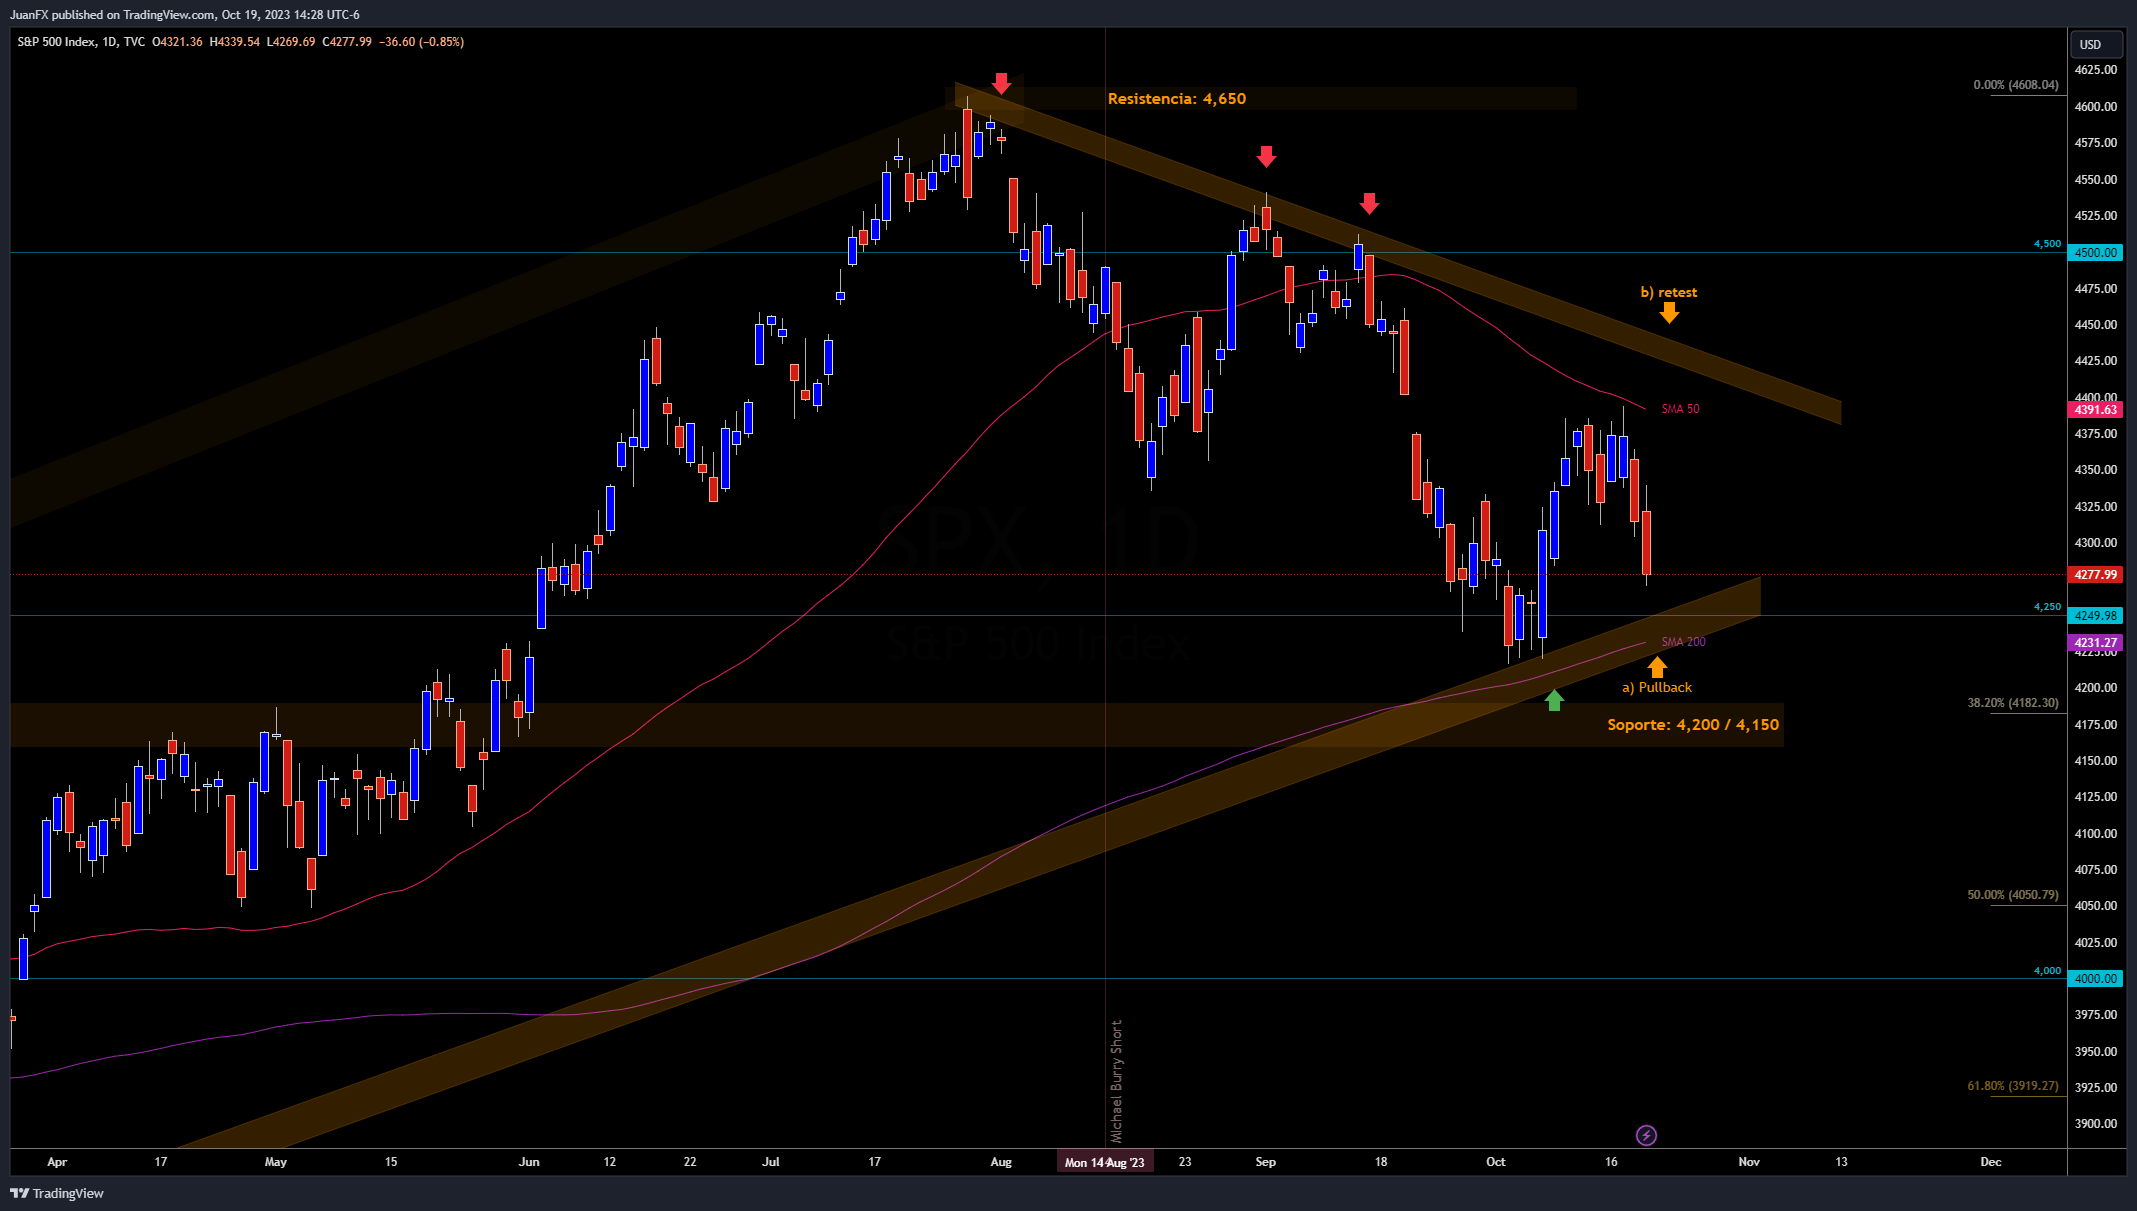 JuanFX published on TradingView.com, Oct 19, 2023 14:28 UTC-6
S&P 500 Index, 1D, TVC O4321.36 H4339.54 L4269.69 C4277.99 −36.60 (−0.85%)
USD
4625.00
0.00% (4608.04)
Resistencia: 4,650
4600.00
4575.00
4550.00
4525.00
4,500
4500.00
b) retest
4475.00
4450.00
4425.00
4400.00
SMA 50
4391.63
4375.00
4350.00
4325.00
SPX, 1D
4300.00
4277.99
4,250
4249.98
S&P 500 Index
SMA 200
4231.27
4225.00
a) Pullback
4200.00
38.20% (4182.30)
Soporte: 4,200 / 4,150
4175.00
4150.00
4125.00
4100.00
4075.00
50.00% (4050.79)
4050.00
4025.00
4,000
4000.00
3975.00
3950.00
3925.00
61.80% (3919.27)
3900.00
Michael Burry Short
Apr 17 May 15 Jun 12 22 Jul 17 Aug Mon 14 Aug '23 23 Sep 18 Oct 16 Nov 13 Dec
TradingView